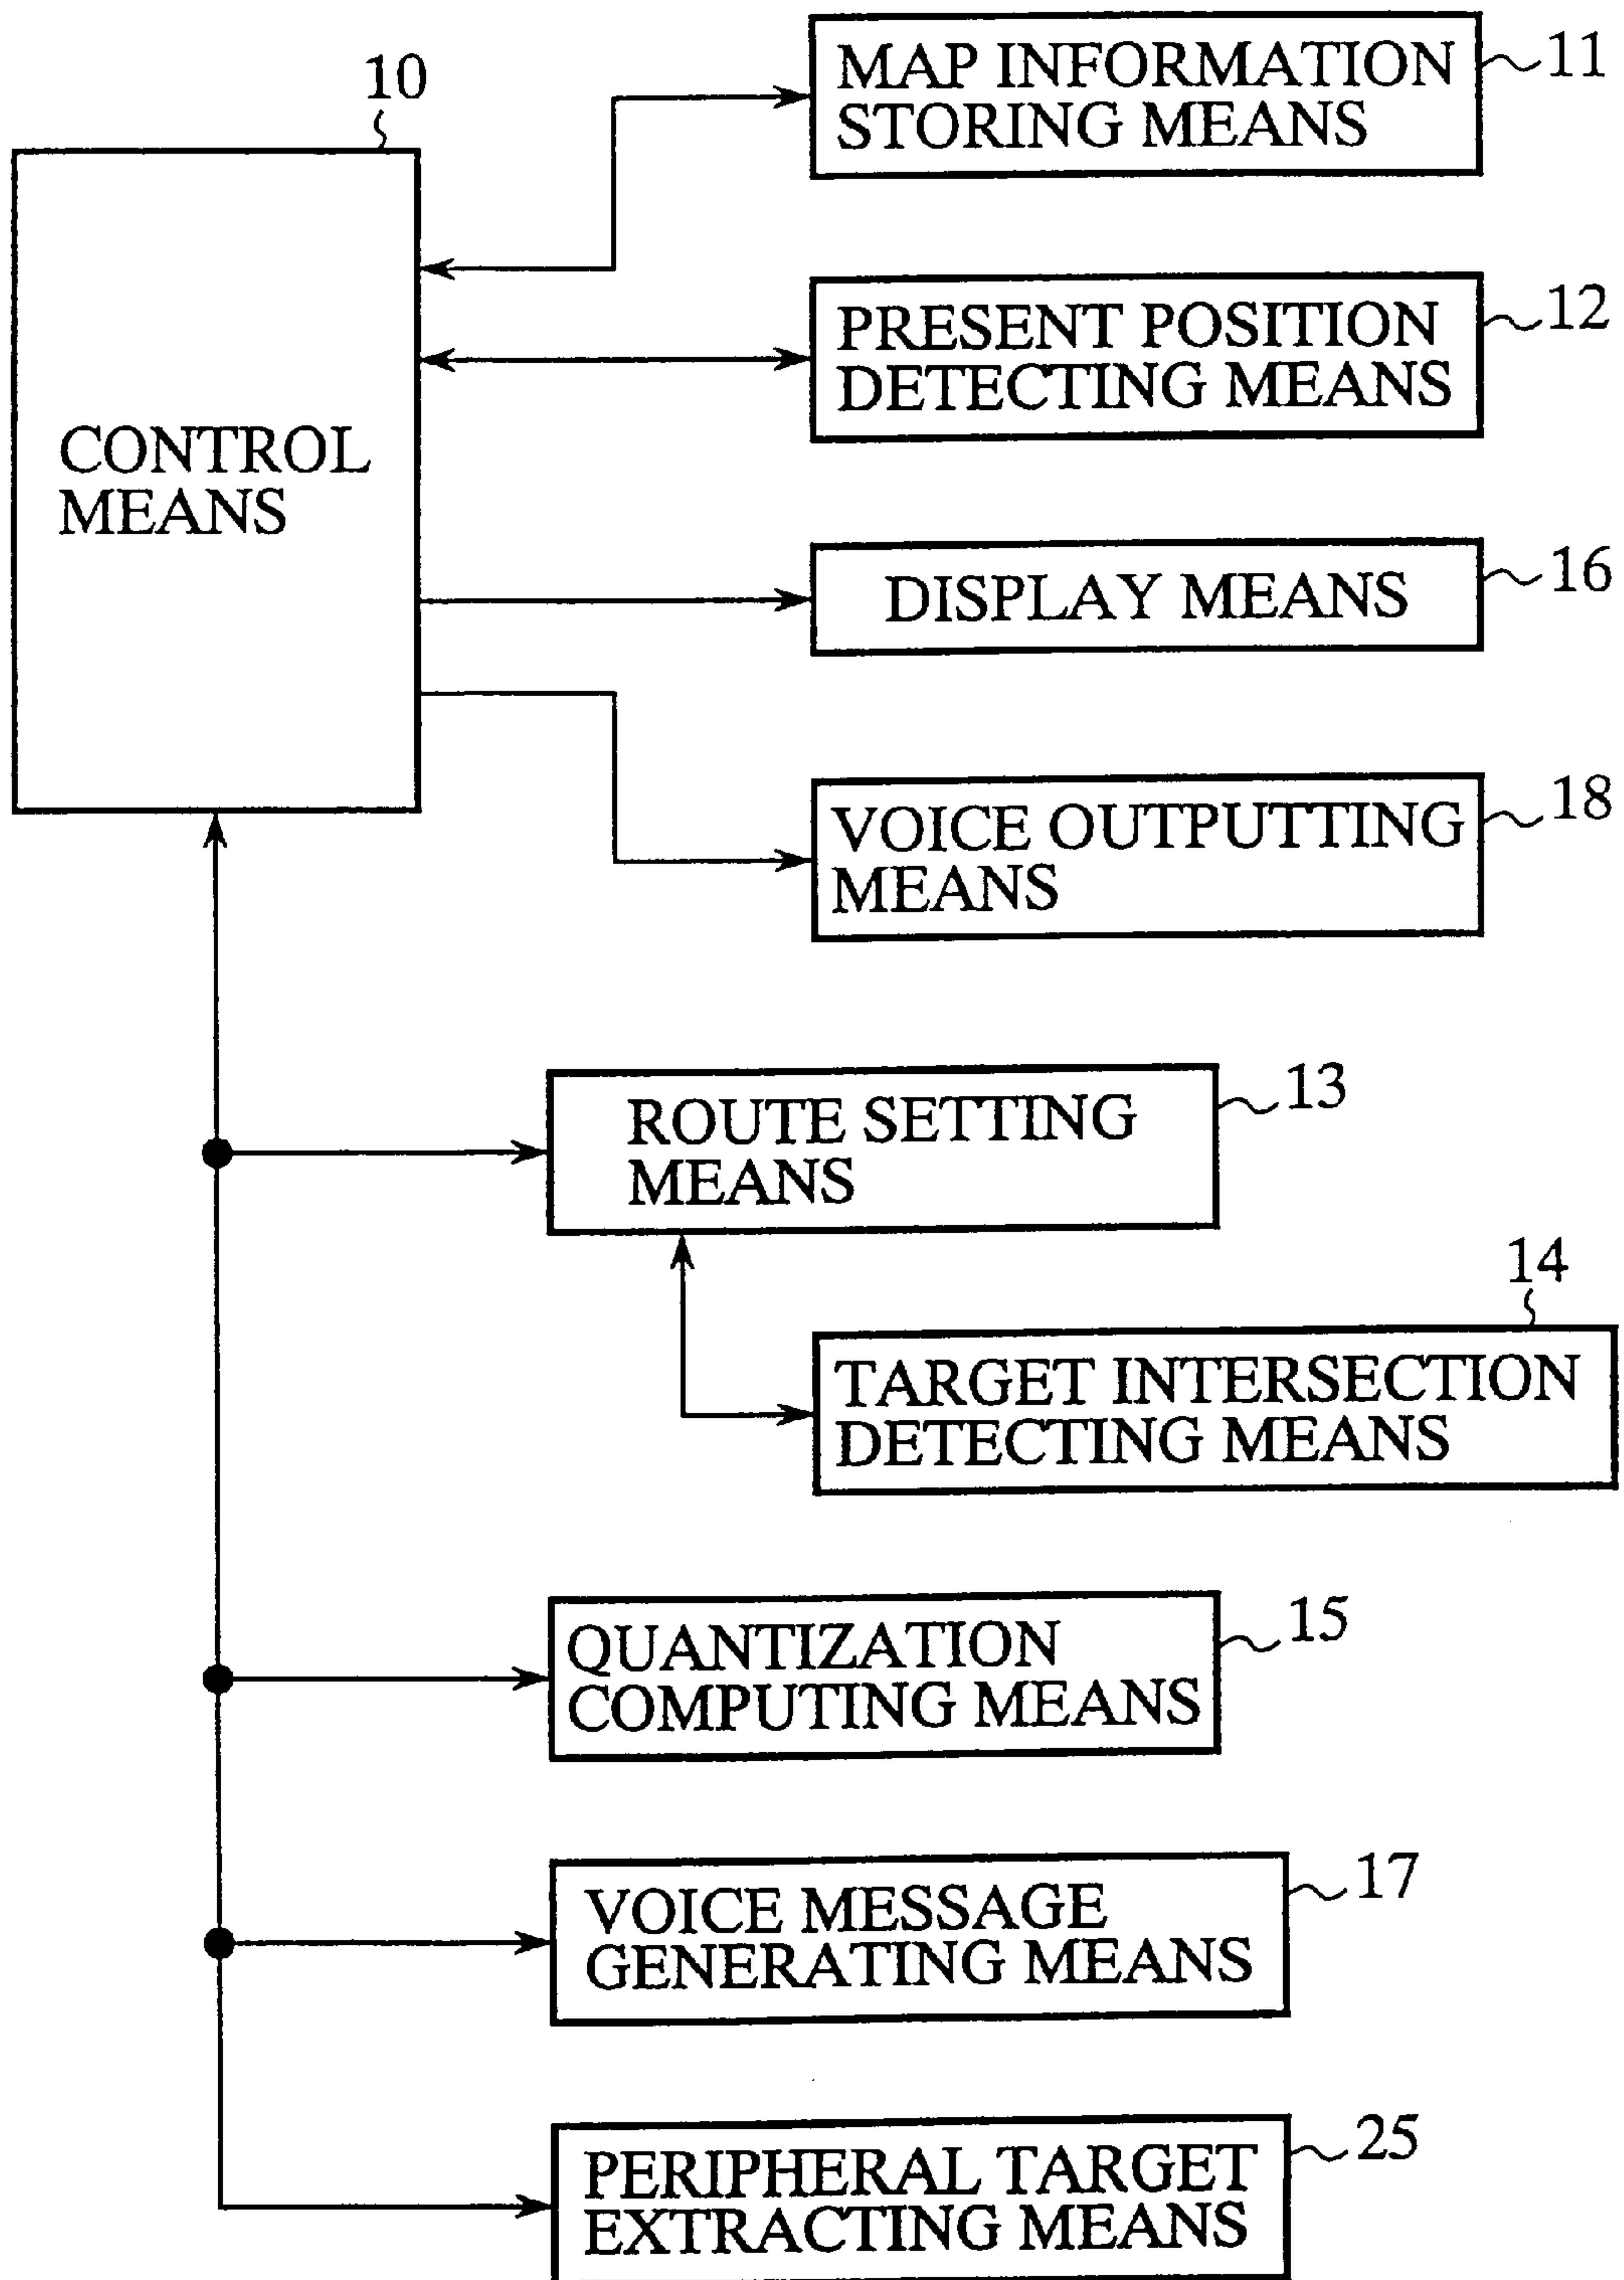 10
CONTROL
MEANS
MAP INFORMATION
STORING MEANS
11
PRESENT POSITION
DETECTING MEANS
12
DISPLAY MEANS
16
VOICE OUTPUTTING
MEANS
18
ROUTE SETTING
MEANS
13
14
TARGET INTERSECTION
DETECTING MEANS
QUANTIZATION
COMPUTING MEANS
15
VOICE MESSAGE
GENERATING MEANS
17
PERIPHERAL TARGET
EXTRACTING MEANS
25